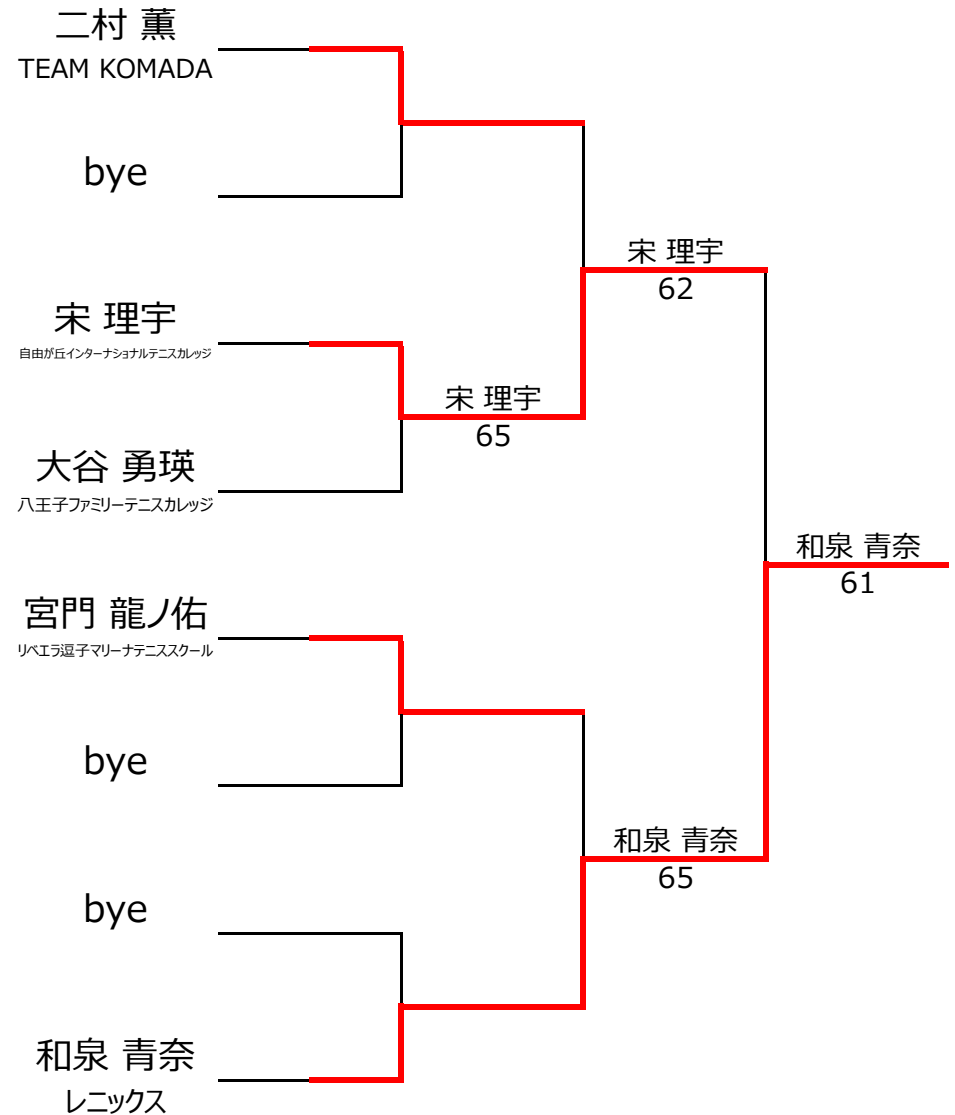 二村 薫
TEAM KOMADA
bye
宋 理宇
自由が丘インターナショナルテニスカレッジ
大谷 勇瑛
八王子ファミリーテニスカレッジ
宮門 龍ノ佑
リベエラ逗子マリーナテニススクール
bye
bye
和泉 青奈
レニックス
宋 理宇
65
宋 理宇
62
和泉 青奈
65
和泉 青奈
61